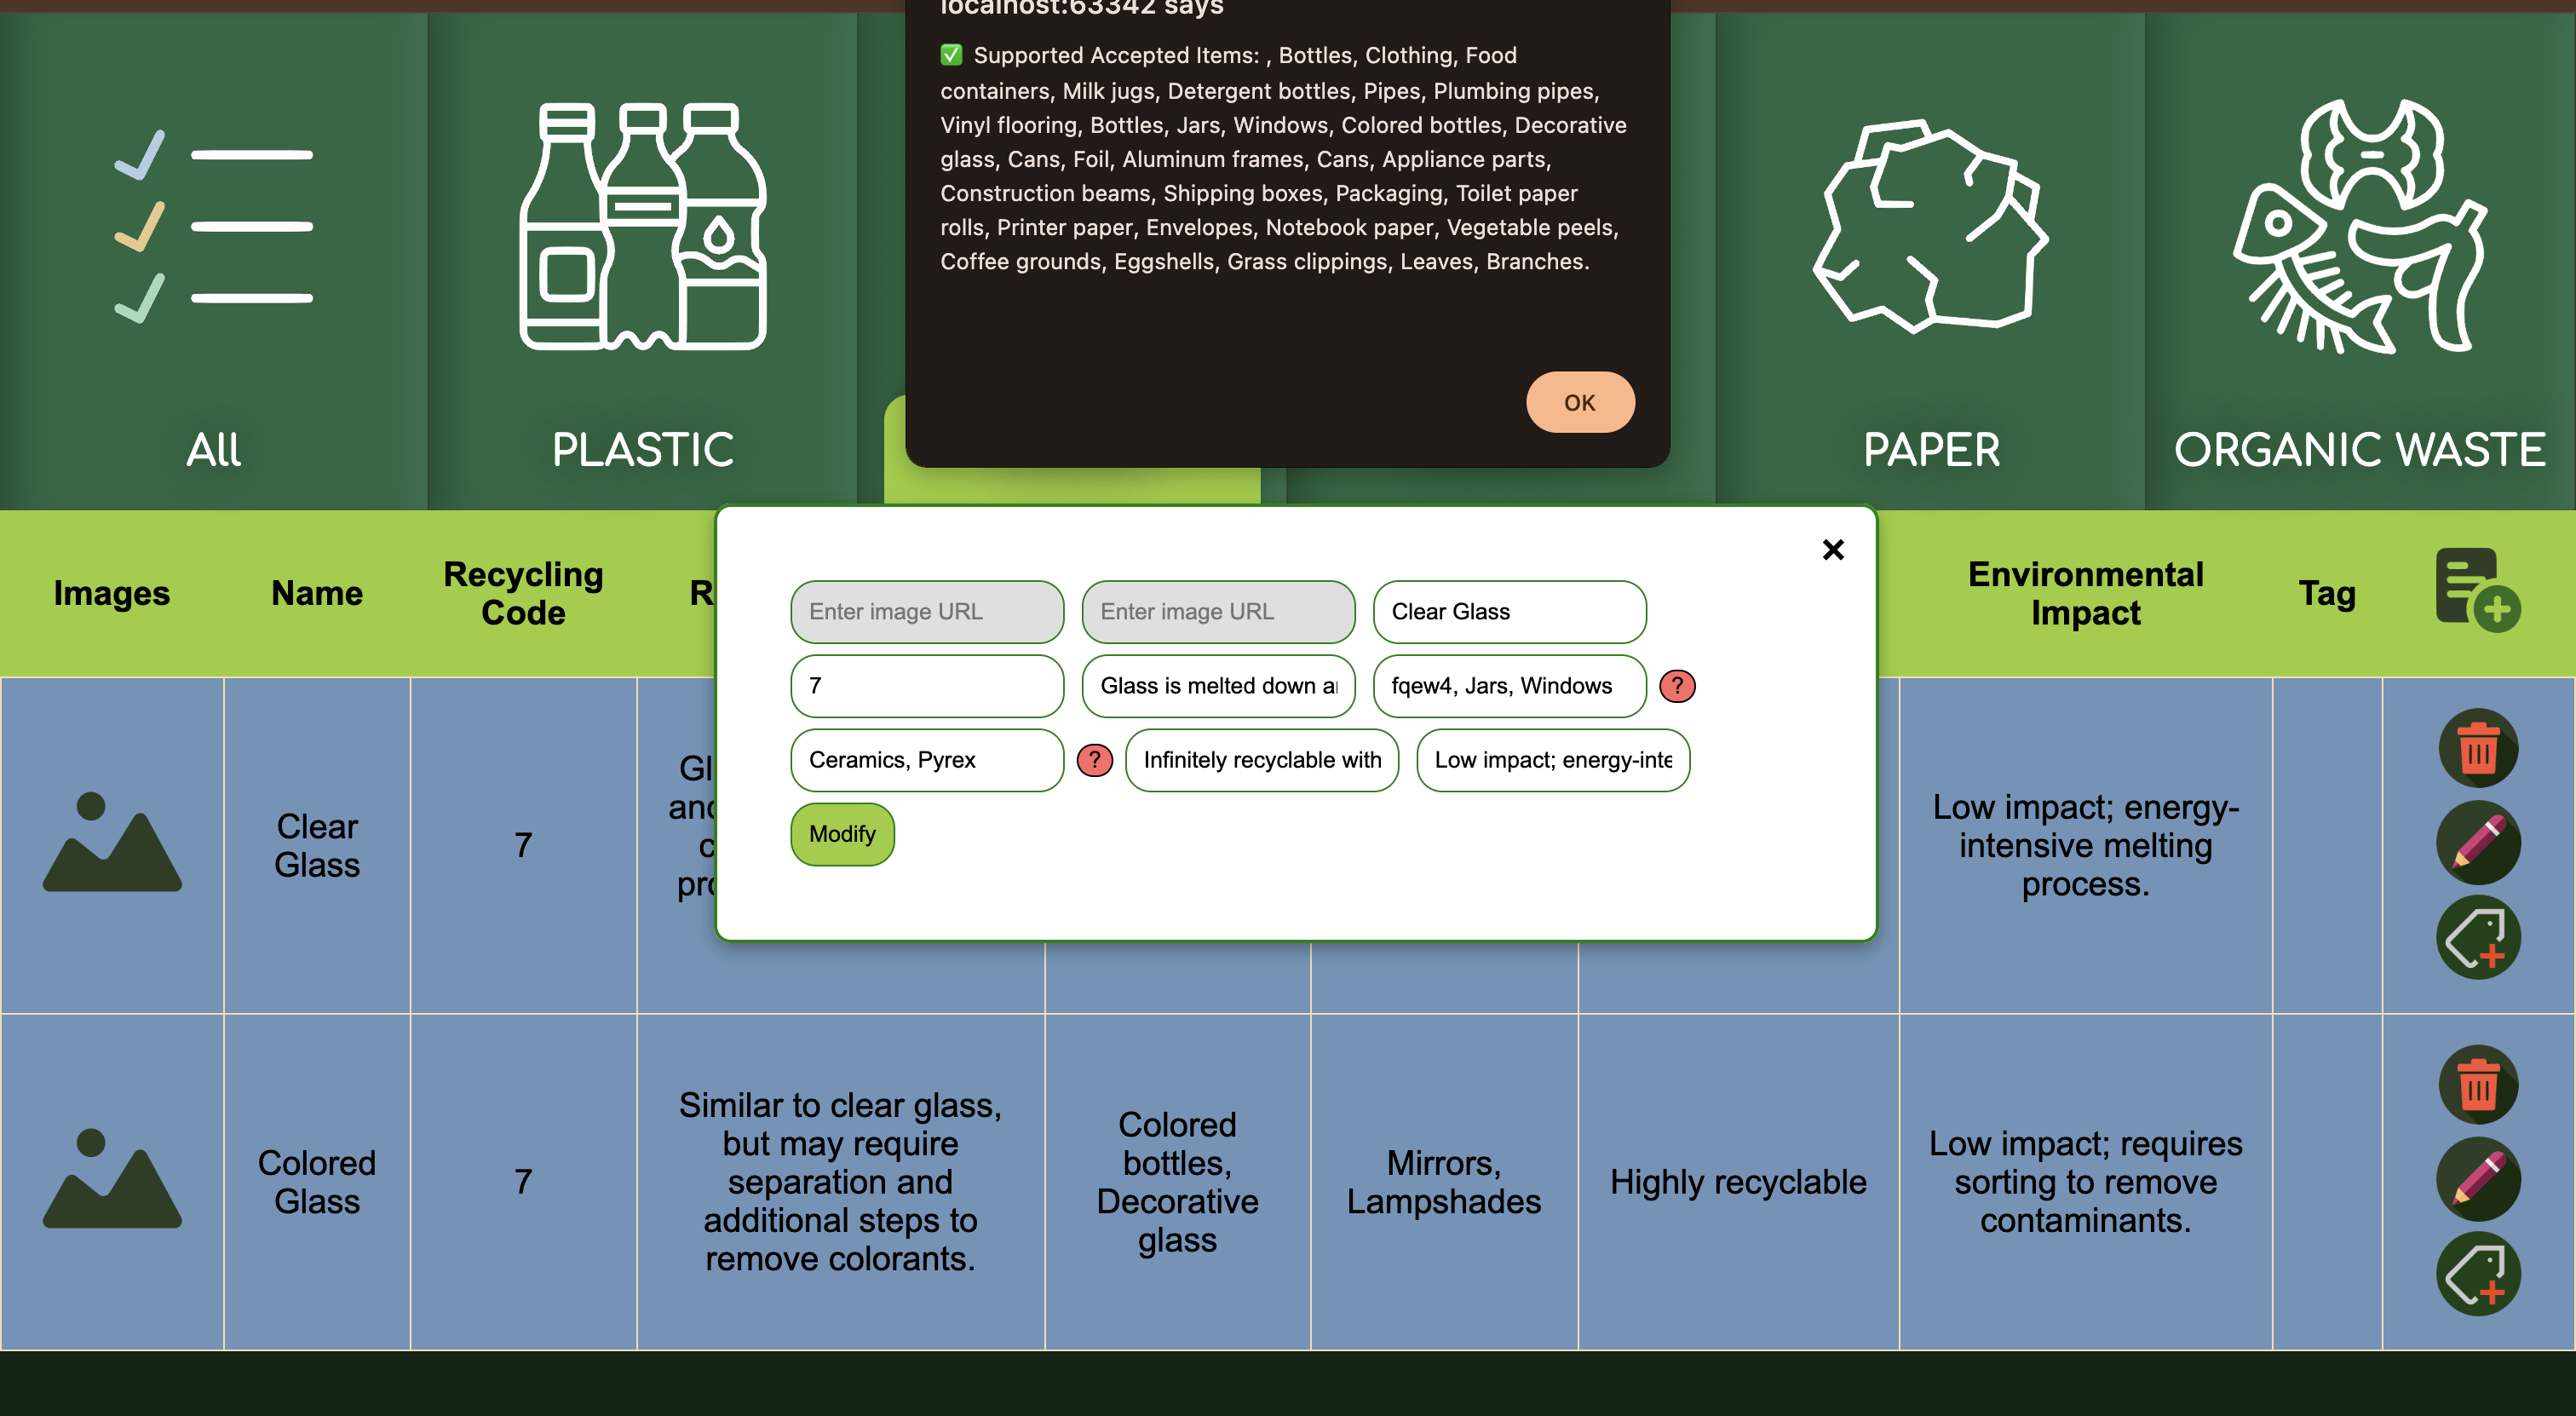 localhost:63342 says
✅ Supported Accepted Items: , Bottles, Clothing, Food
containers, Milk jugs, Detergent bottles, Pipes, Plumbing pipes,
Vinyl flooring, Bottles, Jars, Windows, Colored bottles, Decorative
glass, Cans, Foil, Aluminum frames, Cans, Appliance parts,
Construction beams, Shipping boxes, Packaging, Toilet paper
rolls, Printer paper, Envelopes, Notebook paper, Vegetable peels,
Coffee grounds, Eggshells, Grass clippings, Leaves, Branches.
OK
All
PLASTIC
PAPER
ORGANIC WASTE
Images
Name
Recycling
Code
R
Environmental
Impact
Tag
Enter image URL
Enter image URL
Clear Glass
7
Glass is melted down a
fqew4, Jars, Windows
?
Ceramics, Pyrex
?
Infinitely recyclable with
Low impact; energy-inte
Modify
Clear
Glass
7
Gl
and
c
pro
Low impact; energy-
intensive melting
process.
Colored
Glass
7
Similar to clear glass,
but may require
separation and
additional steps to
remove colorants.
Colored
bottles,
Decorative
glass
Mirrors,
Lampshades
Highly recyclable
Low impact; requires
sorting to remove
contaminants.